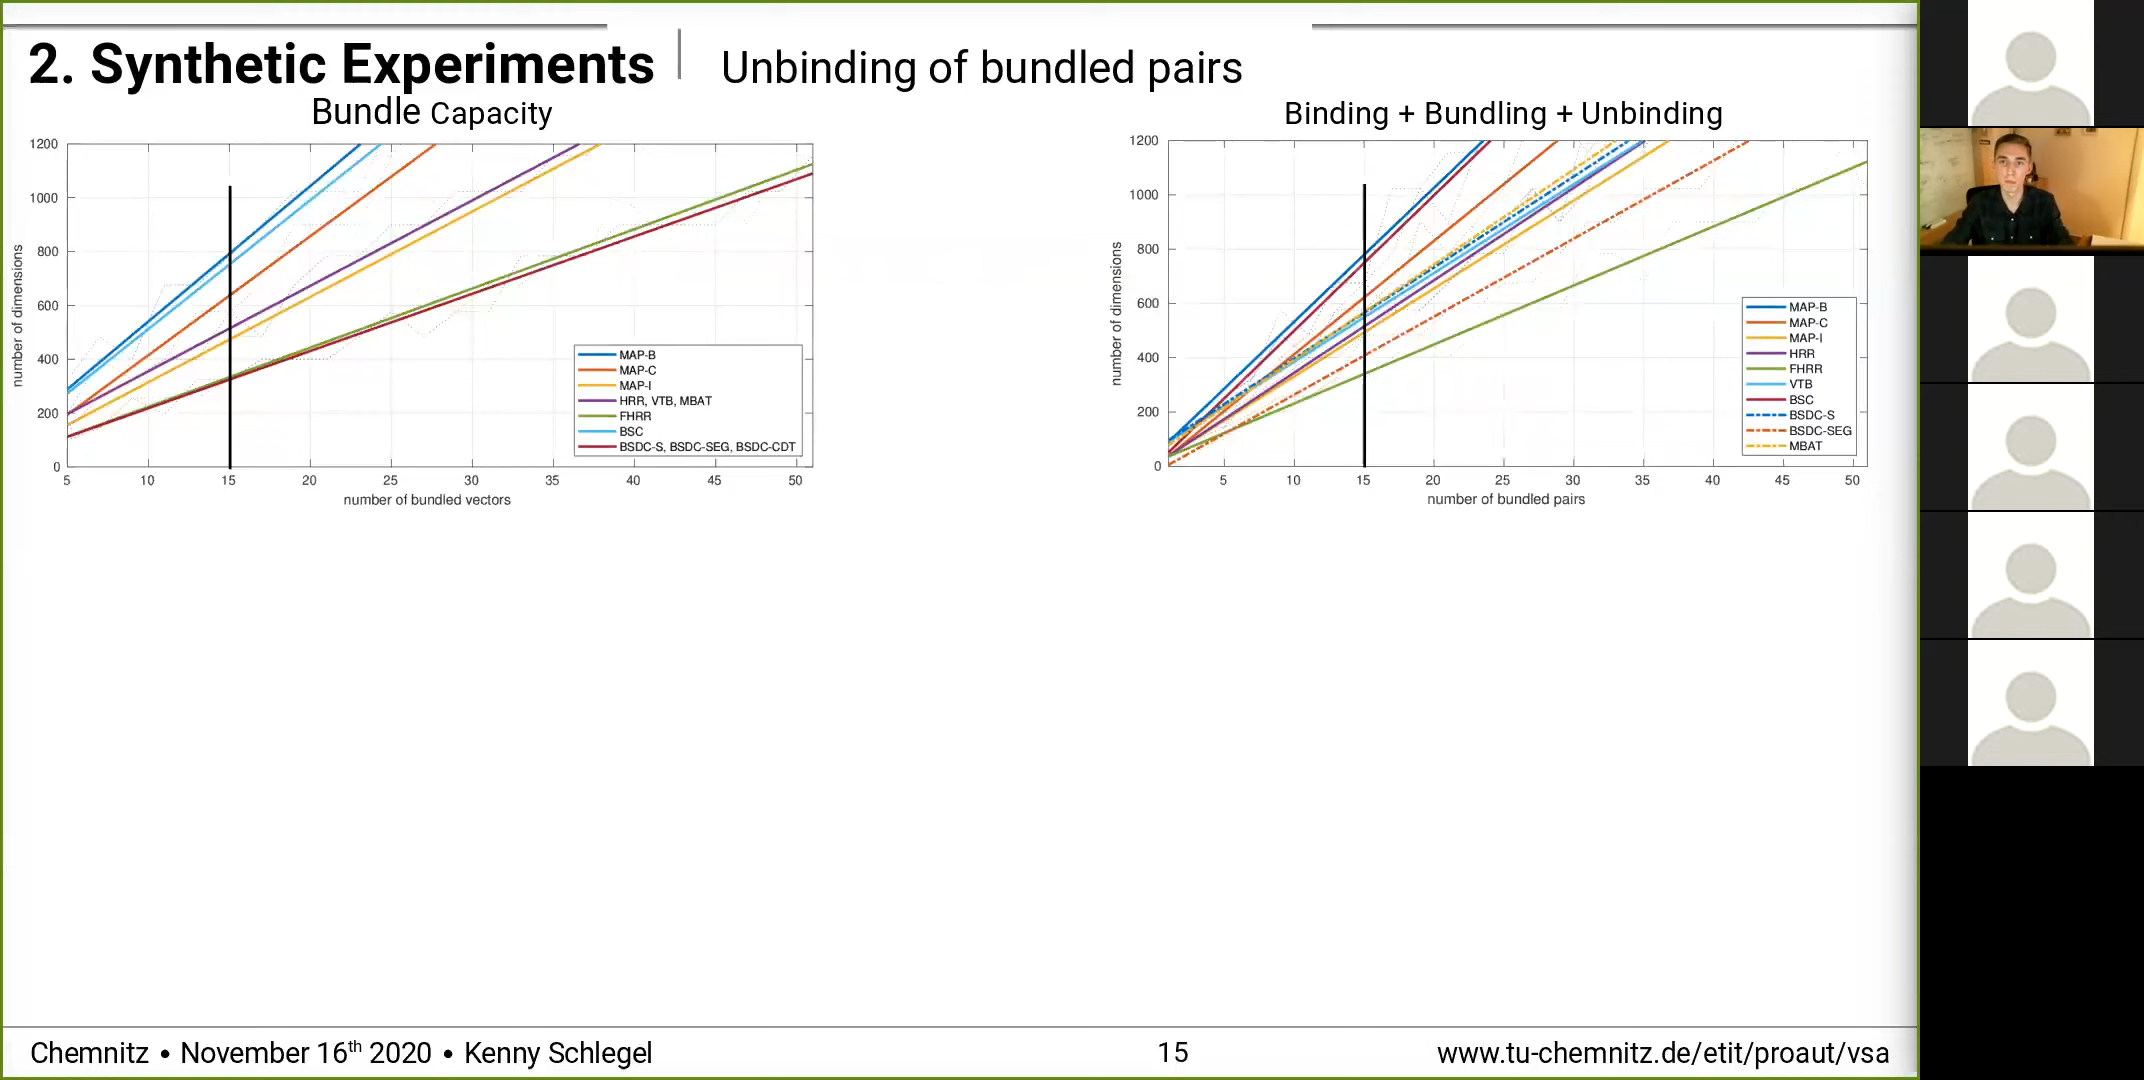 2. Synthetic Experiments
Unbinding of bundled pairs
Bundle Capacity
1200
1000
800
600
400
200
0
number of dimensions
5 10 15 20 25 30 35 40 45 50
number of bundled vectors
MAP-B
MAP-C
MAP-I
HRR, VTB, MBAT
FHRR
BSC
BSDC-S, BSDC-SEG, BSDC-CDT
Binding + Bundling + Unbinding
1200
1000
800
600
400
200
0
number of dimensions
5 10 15 20 25 30 35 40 45 50
number of bundled pairs
MAP-B
MAP-C
MAP-I
HRR
FHRR
VTB
BSC
BSDC-S
BSDC-SEG
MBAT
Chemnitz • November 16th 2020 • Kenny Schlegel
15
www.tu-chemnitz.de/etit/proaut/vsa